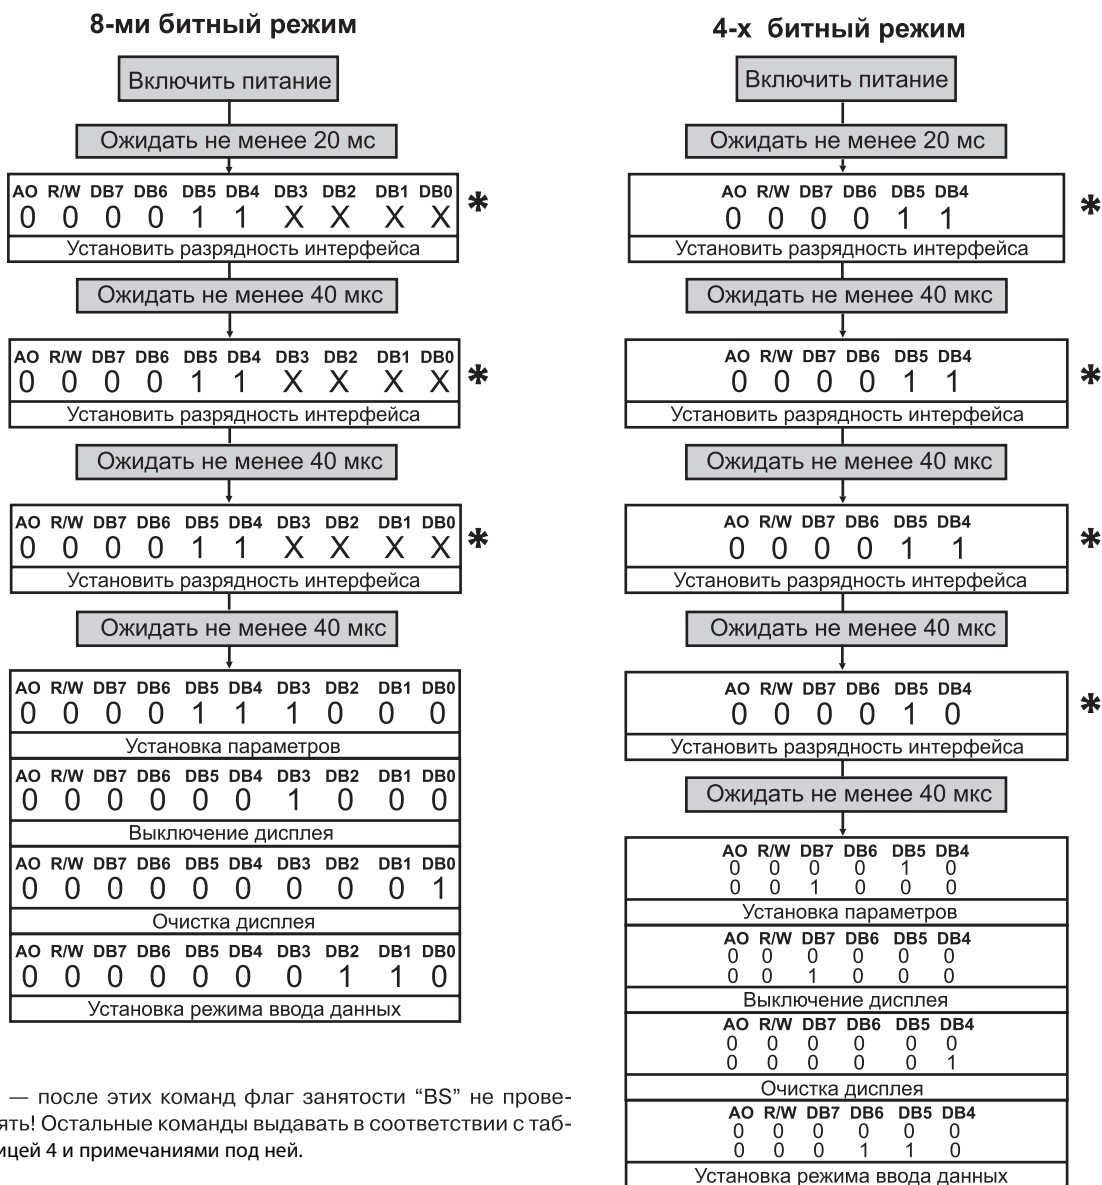 8-ми битный режим
Включить питание
Ожидать не менее 20 мс
AO R/W DB7 DB6 DB5 DB4 DB3 DB2 DB1 DB0
0 0 0 0 1 1 X X X X *
Установить разрядность интерфейса
Ожидать не менее 40 мкс
AO R/W DB7 DB6 DB5 DB4 DB3 DB2 DB1 DB0
0 0 0 0 1 1 X X X X *
Установить разрядность интерфейса
Ожидать не менее 40 мкс
AO R/W DB7 DB6 DB5 DB4 DB3 DB2 DB1 DB0
0 0 0 0 1 1 X X X X *
Установить разрядность интерфейса
Ожидать не менее 40 мкс
AO R/W DB7 DB6 DB5 DB4 DB3 DB2 DB1 DB0
0 0 0 0 1 1 1 0 0 0
Установка параметров
AO R/W DB7 DB6 DB5 DB4 DB3 DB2 DB1 DB0
0 0 0 0 0 0 1 0 0 0
Выключение дисплея
AO R/W DB7 DB6 DB5 DB4 DB3 DB2 DB1 DB0
0 0 0 0 0 0 0 0 0 1
Очистка дисплея
AO R/W DB7 DB6 DB5 DB4 DB3 DB2 DB1 DB0
0 0 0 0 0 0 0 1 1 0
Установка режима ввода данных
— после этих команд флаг занятости “BS” не прове-
ять! Остальные команды выдавать в соответствии с таб-
ицей 4 и примечаниями под ней.
4-х битный режим
Включить питание
Ожидать не менее 20 мс
AO R/W DB7 DB6 DB5 DB4
0 0 0 0 1 1 *
Установить разрядность интерфейса
Ожидать не менее 40 мкс
AO R/W DB7 DB6 DB5 DB4
0 0 0 0 1 1 *
Установить разрядность интерфейса
Ожидать не менее 40 мкс
AO R/W DB7 DB6 DB5 DB4
0 0 0 0 1 1 *
Установить разрядность интерфейса
Ожидать не менее 40 мкс
AO R/W DB7 DB6 DB5 DB4
0 0 0 0 1 0 *
Установить разрядность интерфейса
Ожидать не менее 40 мкс
AO R/W DB7 DB6 DB5 DB4
0 0 0 0 1 0
0 0 1 0 0 0
Установка параметров
AO R/W DB7 DB6 DB5 DB4
0 0 0 0 0 0
0 0 1 0 0 0
Выключение дисплея
AO R/W DB7 DB6 DB5 DB4
0 0 0 0 0 0
0 0 0 0 0 1
Очистка дисплея
AO R/W DB7 DB6 DB5 DB4
0 0 0 0 0 0
0 0 0 1 1 0
Установка режима ввода данных